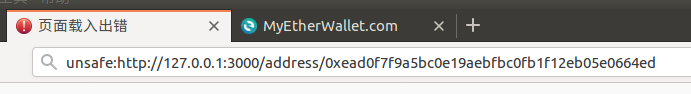 页面载入出错 MyEtherWallet.com
unsafe:http://127.0.0.1:3000/address/0xead0f7f9a5bc0e19aebfbc0fb1f12eb05e0664ed